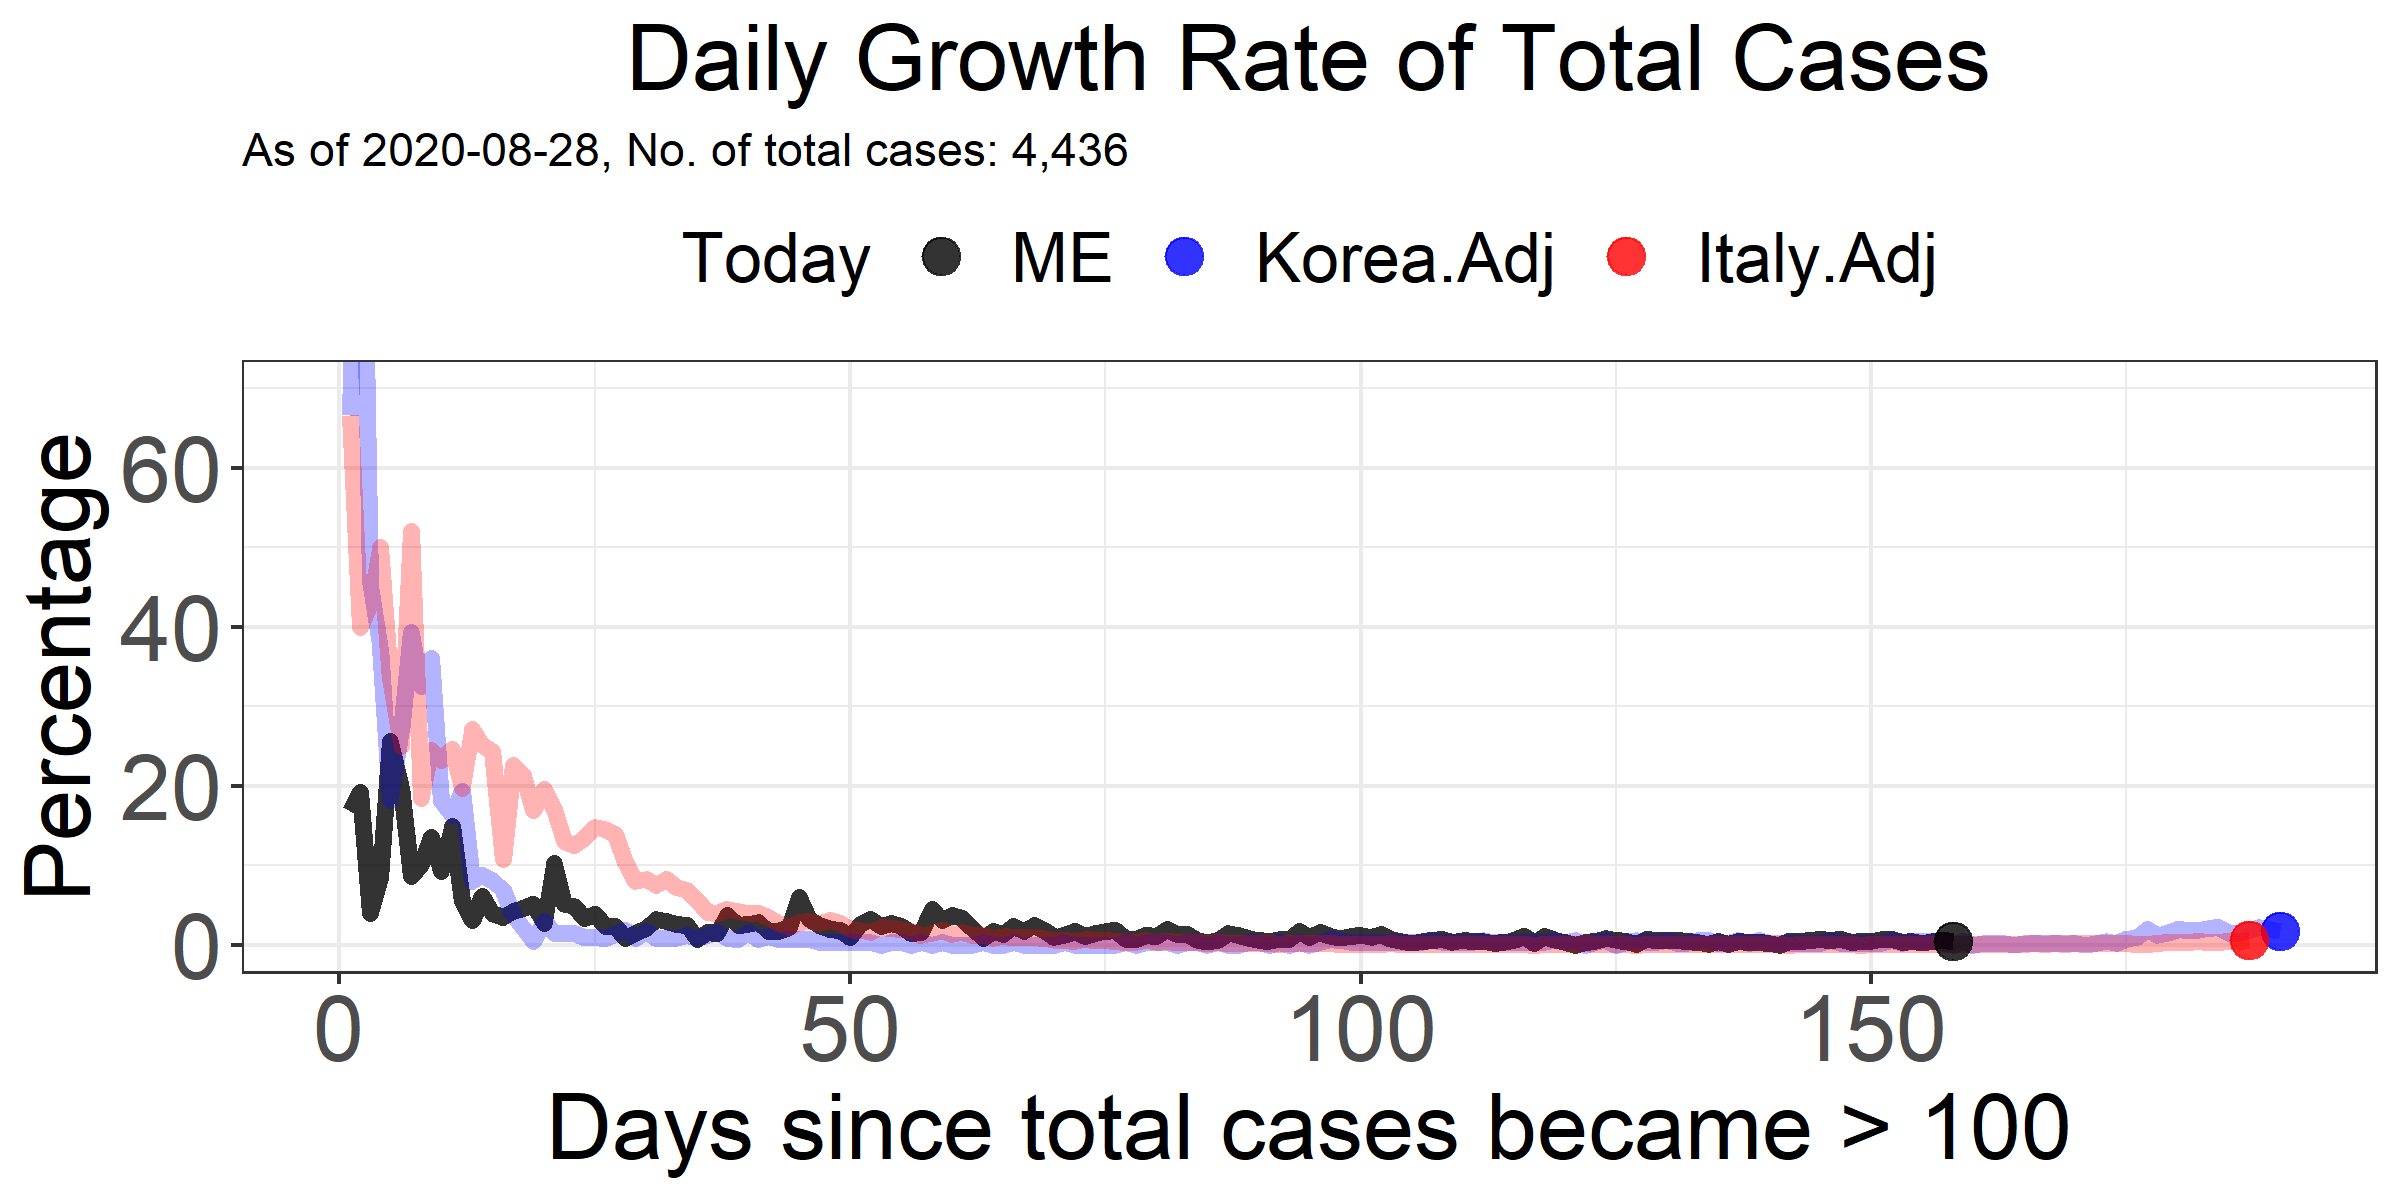 Daily Growth Rate of Total Cases
As of 2020-08-28, No. of total cases: 4,436
Today ME Korea.Adj Italy.Adj
Percentage
60
40
20
0
0 50 100 150
Days since total cases became > 100